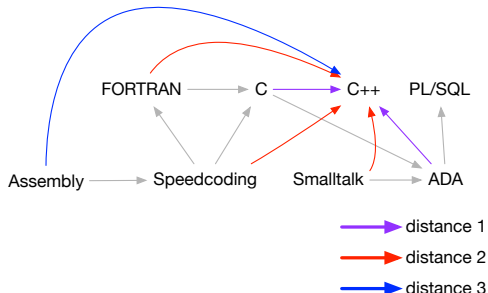 FORTRAN C C++ PL/SQL
Assembly Speedcoding Smalltalk ADA
distance 1
distance 2
distance 3